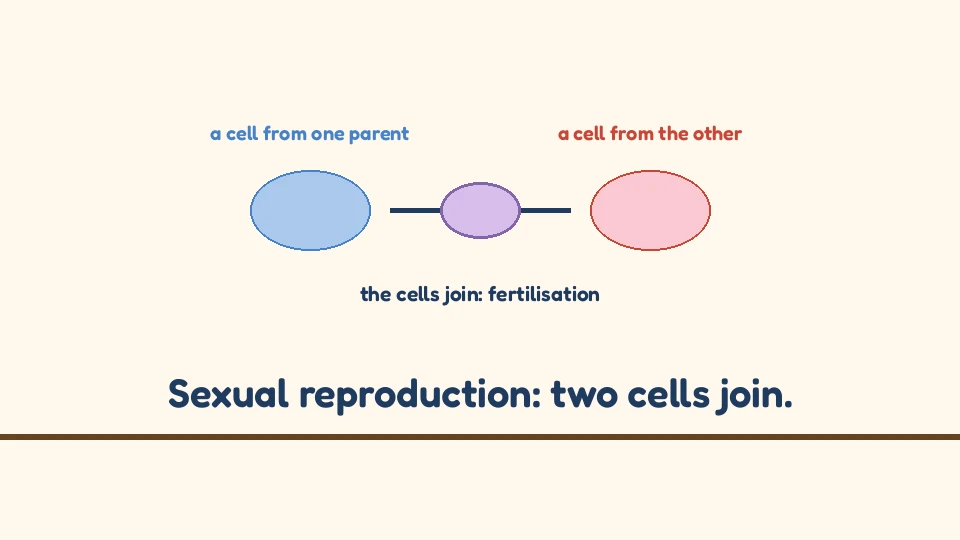 a cell from one parent
a cell from the other
the cells join: fertilisation
Sexual reproduction: two cells join.